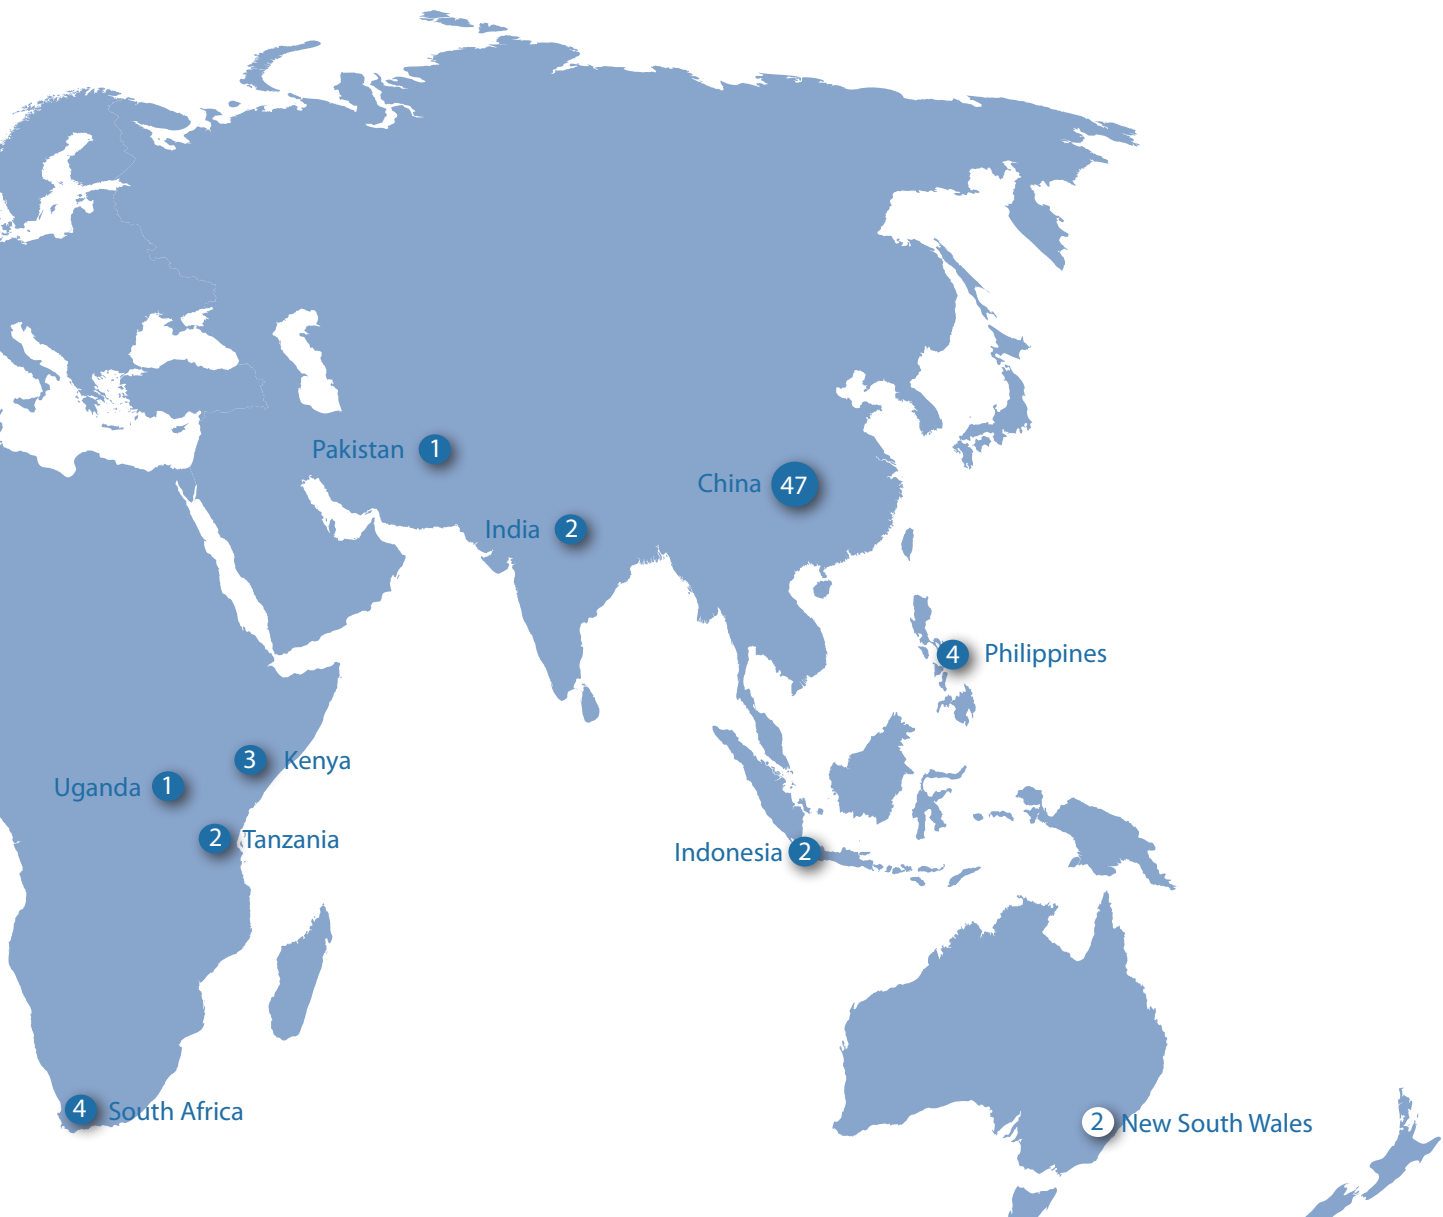 Pakistan 1
China 47
India 2
4 Philippines
3 Kenya
Uganda 1
2 Tanzania
Indonesia 2
4 South Africa
2 New South Wales